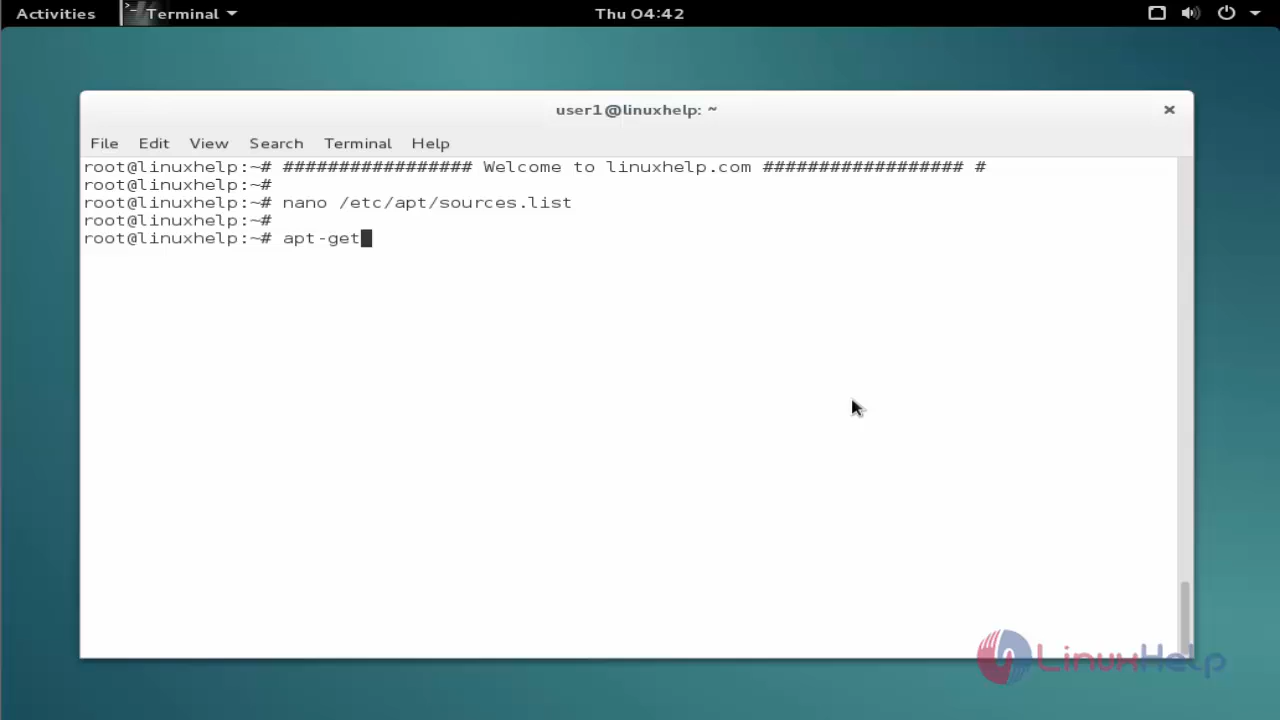 Activities Terminal Thu 04:42
user1@linuxhelp: ~
File Edit View Search Terminal Help
root@linuxhelp:~# ################# Welcome to linuxhelp.com ################## #
root@linuxhelp:~#
root@linuxhelp:~# nano /etc/apt/sources.list
root@linuxhelp:~#
root@linuxhelp:~# apt-get
LinuxHelp